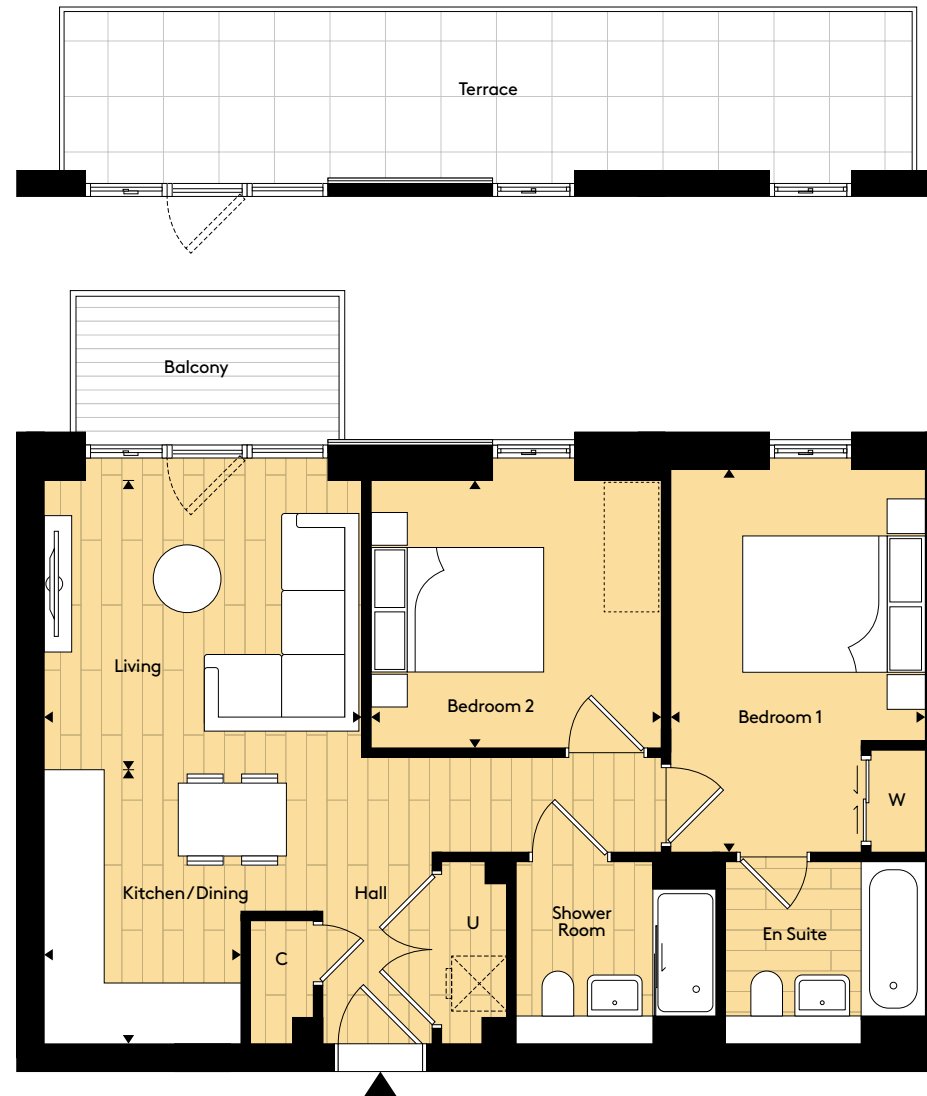 Terrace
Balcony
Living
Bedroom 2
Bedroom 1
W
Kitchen/Dining
Hall
U
Shower
Room
En Suite
C